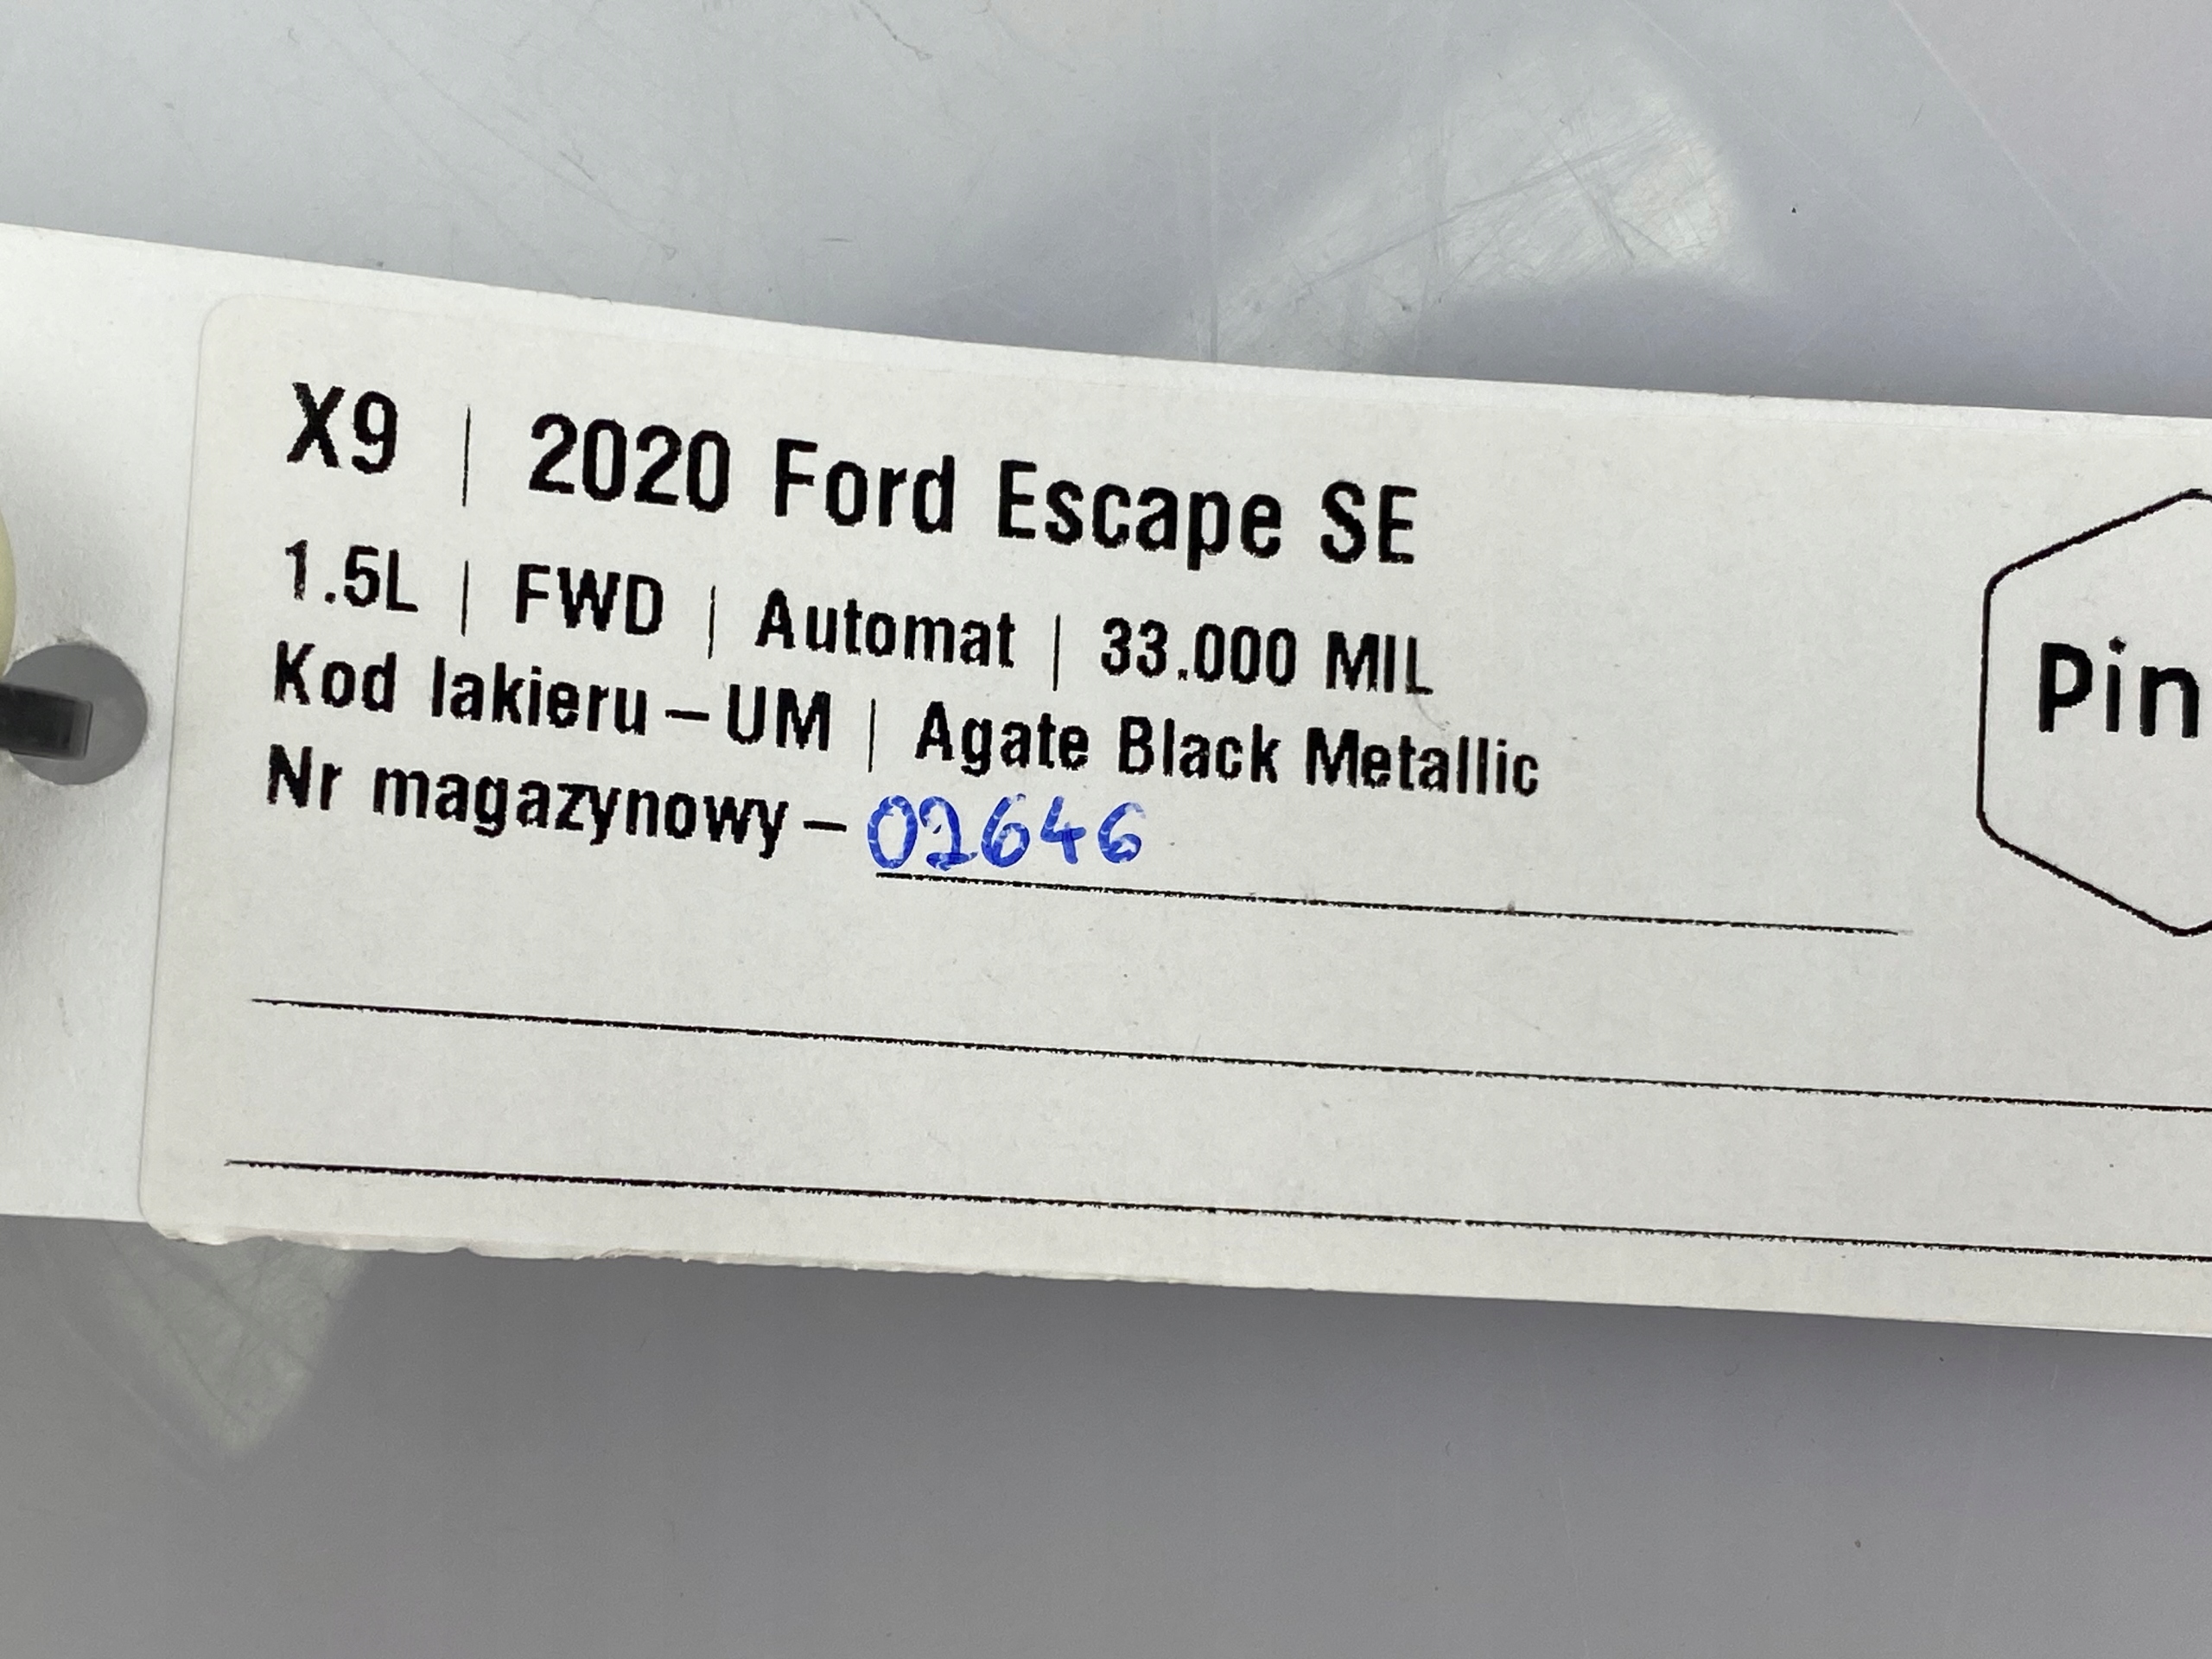 X9 | 2020 Ford Escape SE
1.5L | FWD | Automat | 33.000 MIL
Kod lakieru – UM | Agate Black Metallic
Nr magazynowy – 02646
Pin